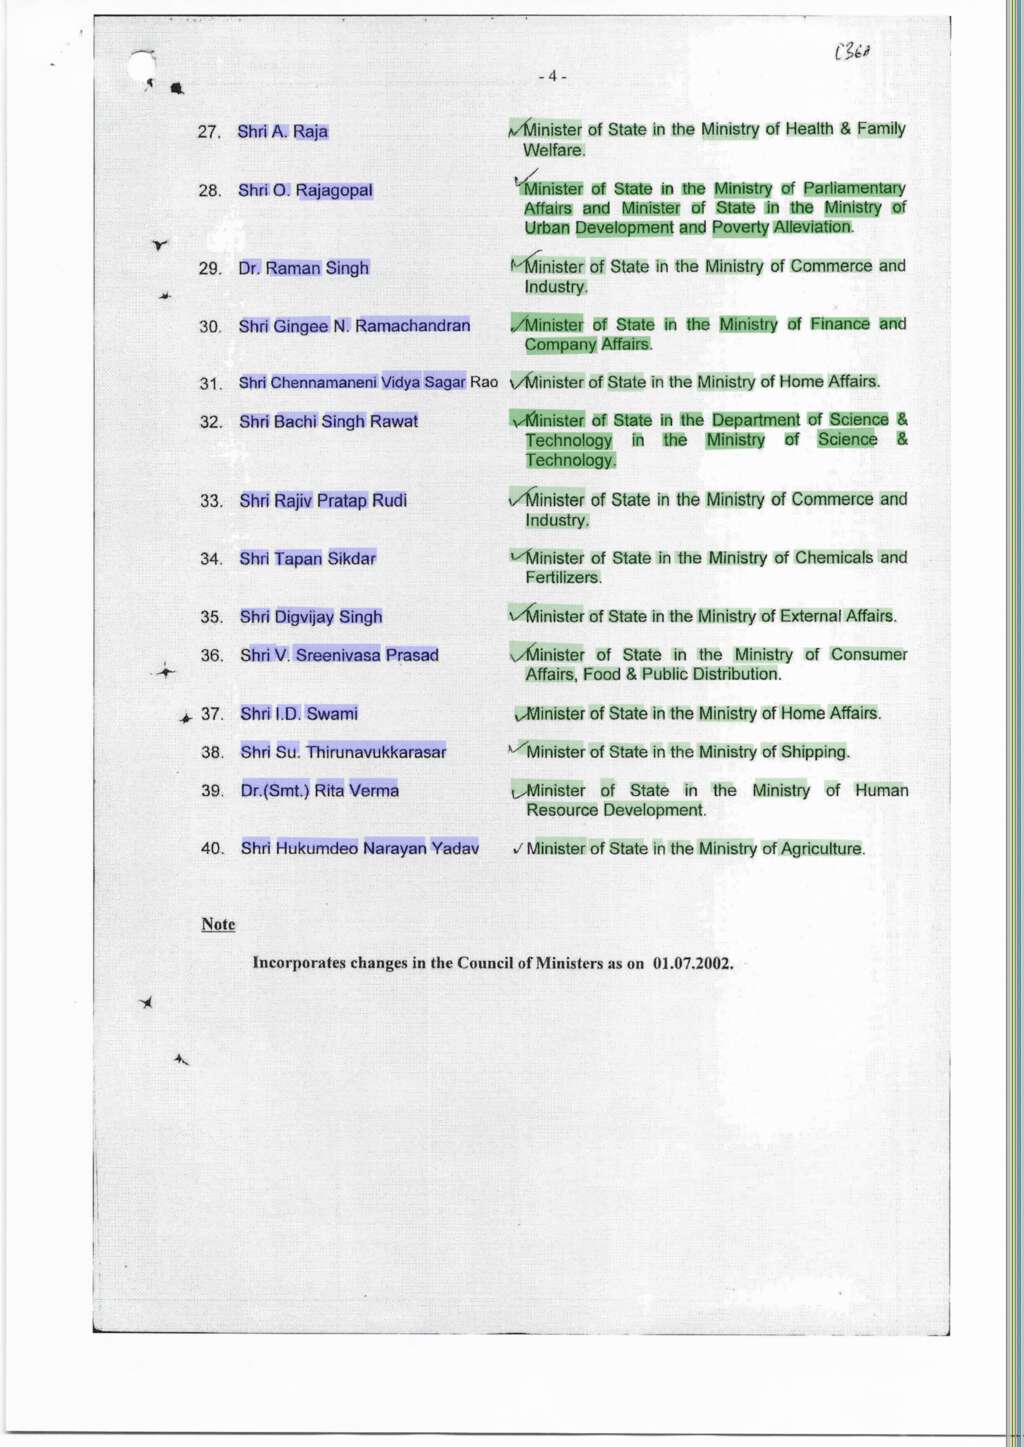 C36A
- 4 -
27. Shri A. Raja ✓Minister of State in the Ministry of Health & Family
Welfare.
28. Shri O. Rajagopal ✓Minister of State in the Ministry of Parliamentary
Affairs and Minister of State in the Ministry of
Urban Development and Poverty Alleviation.
29. Dr. Raman Singh ✓Minister of State in the Ministry of Commerce and
Industry.
30. Shri Gingee N. Ramachandran ✓Minister of State in the Ministry of Finance and
Company Affairs.
31. Shri Chennamaneni Vidya Sagar Rao ✓Minister of State in the Ministry of Home Affairs.
32. Shri Bachi Singh Rawat ✓Minister of State in the Department of Science &
Technology in the Ministry of Science &
Technology.
33. Shri Rajiv Pratap Rudi ✓Minister of State in the Ministry of Commerce and
Industry.
34. Shri Tapan Sikdar ✓Minister of State in the Ministry of Chemicals and
Fertilizers.
35. Shri Digvijay Singh ✓Minister of State in the Ministry of External Affairs.
36. Shri V. Sreenivasa Prasad ✓Minister of State in the Ministry of Consumer
Affairs, Food & Public Distribution.
37. Shri I.D. Swami ✓Minister of State in the Ministry of Home Affairs.
38. Shri Su. Thirunavukkarasar ✓Minister of State in the Ministry of Shipping.
39. Dr.(Smt.) Rita Verma ✓Minister of State in the Ministry of Human
Resource Development.
40. Shri Hukumdeo Narayan Yadav ✓ Minister of State in the Ministry of Agriculture.
Note
Incorporates changes in the Council of Ministers as on 01.07.2002.